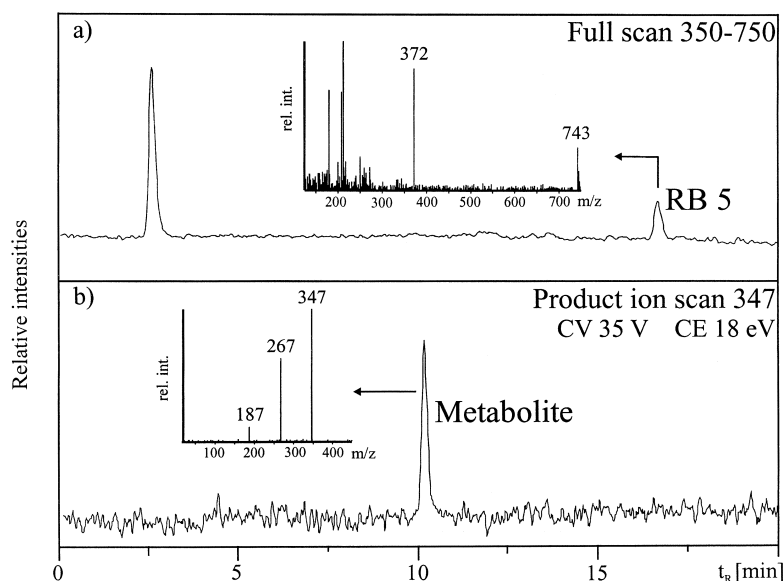 a)
Full scan 350-750
372
743
rel. int.
200 300 400 500 600 700 m/z
RB 5
Relative intensities
b)
Product ion scan 347
CV 35 V CE 18 eV
347
267
187
rel. int.
100 200 300 400 m/z
Metabolite
0 5 10 15 tR [min]